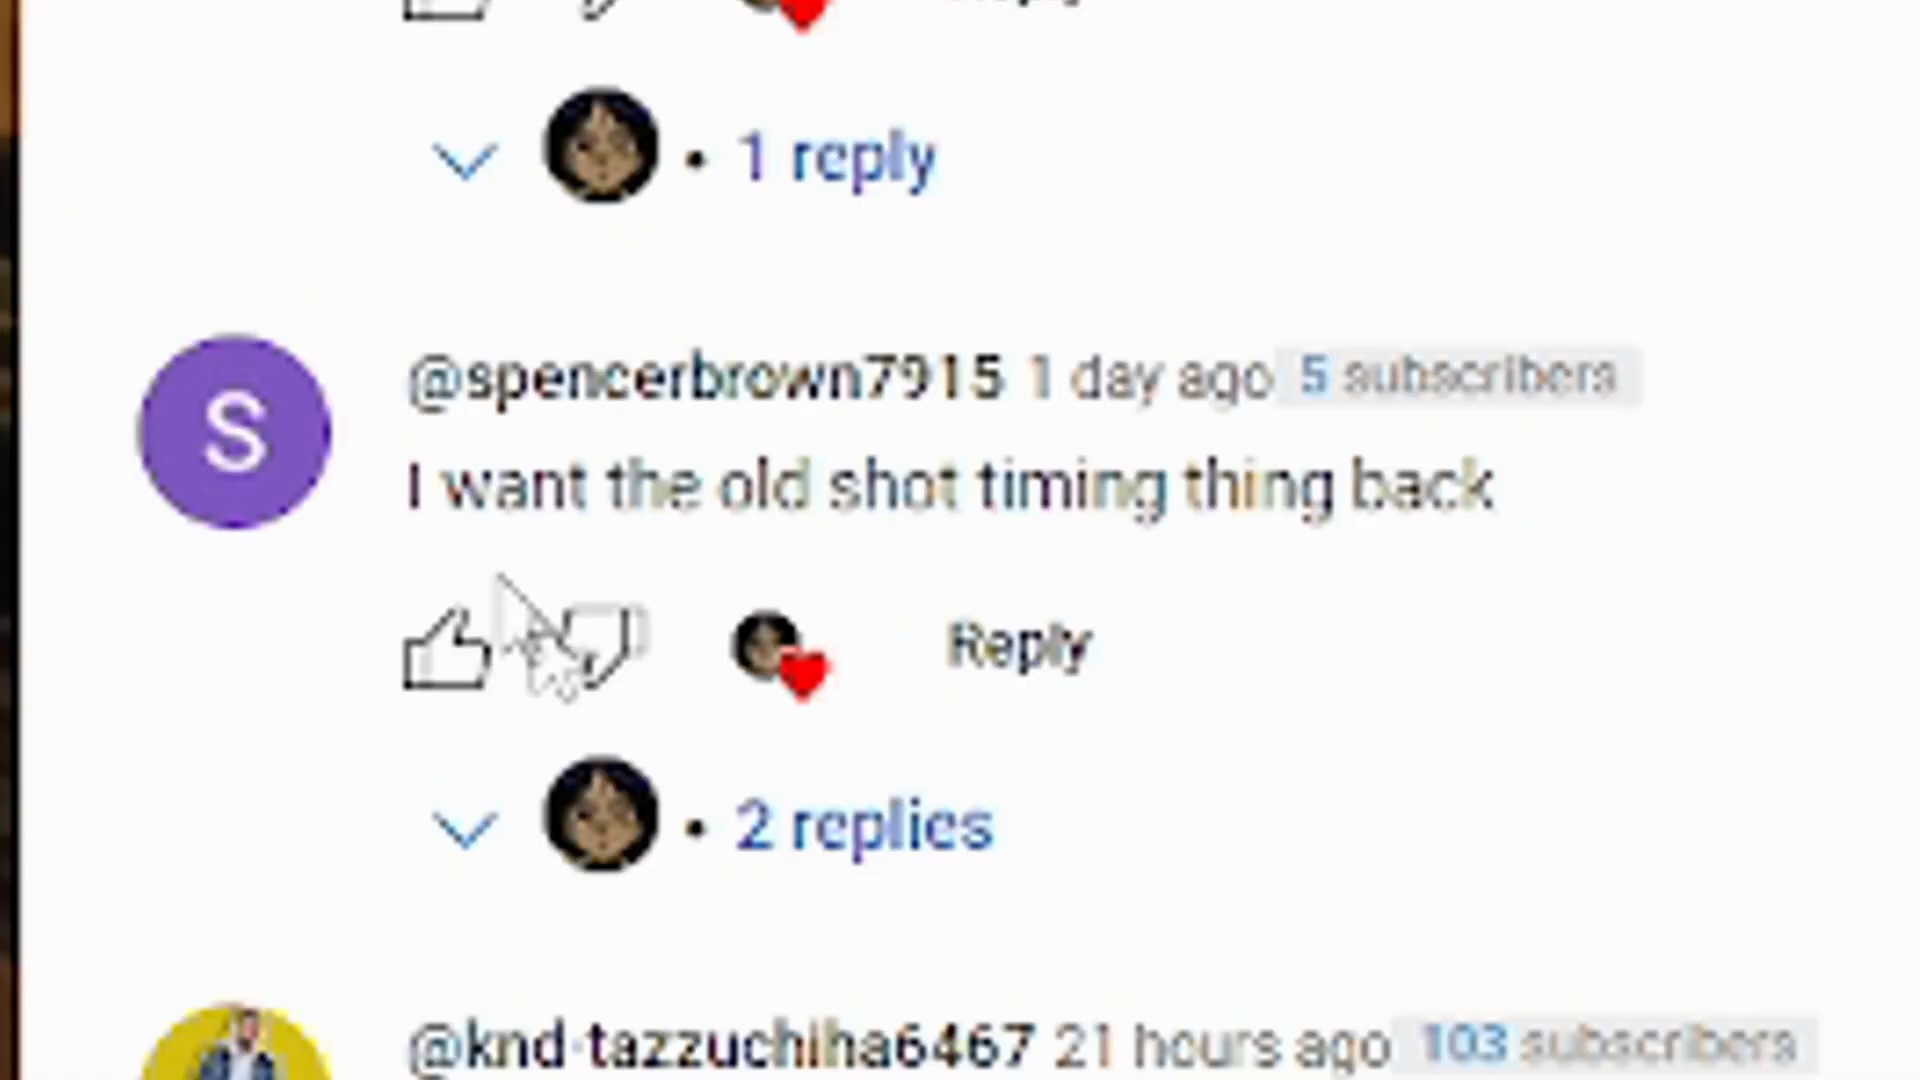 1 reply
S
@spencerbrown7915 1 day ago 5 subscribers
I want the old shot timing thing back
Reply
2 replies
@knd-tazzuchiha6467 21 hours ago 103 subscribers